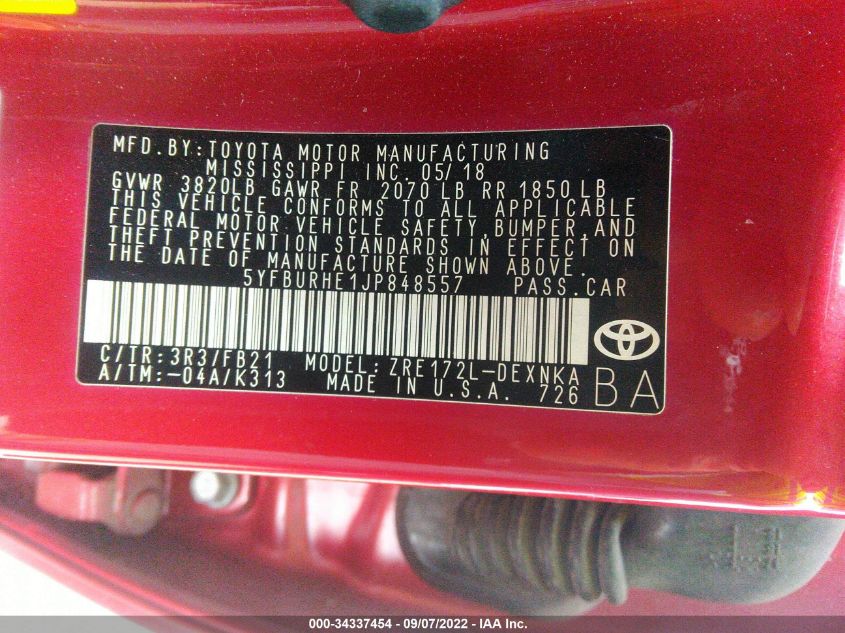 MFD.BY:TOYOTA MOTOR MANUFACTURING
MISSISSIPPI INC. 05/18
GVWR 3820LB GAWR FR 2070 LB RR 1850 LB
THIS VEHICLE CONFORMS TO ALL APPLICABLE
FEDERAL MOTOR VEHICLE SAFETY,BUMPER,AND
THEFT PREVENTION STANDARDS IN EFFECT ON
THE DATE OF MANUFACTURE SHOWN ABOVE.
5YFBURHE1JP848557 PASS.CAR
C/TR:3R3/FB21 MODEL:ZRE172L-DEXNKA
A/TM:-04A/K313 MADE IN U.S.A. 726
BA
000-34337454 - 09/07/2022 - IAA